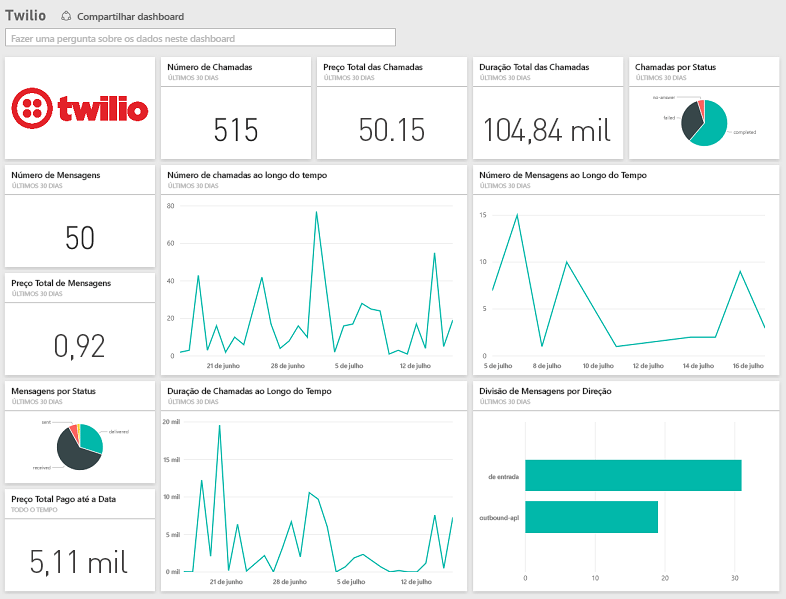 Twilio
Compartilhar dashboard
Fazer uma pergunta sobre os dados neste dashboard
twilio
Número de Chamadas
ÚLTIMOS 30 DIAS
515
Preço Total das Chamadas
ÚLTIMOS 30 DIAS
50.15
Duração Total das Chamadas
ÚLTIMOS 30 DIAS
104,84 mil
Chamadas por Status
ÚLTIMOS 30 DIAS
no-answer
failed
completed
Número de Mensagens
ÚLTIMOS 30 DIAS
50
Preço Total de Mensagens
ÚLTIMOS 30 DIAS
0,92
Número de chamadas ao longo do tempo
ÚLTIMOS 30 DIAS
80
60
40
20
0
21 de junho
28 de junho
5 de julho
12 de julho
Número de Mensagens ao Longo do Tempo
ÚLTIMOS 30 DIAS
15
10
5
0
5 de julho
8 de julho
10 de julho
12 de julho
14 de julho
16 de julho
Mensagens por Status
ÚLTIMOS 30 DIAS
sent
delivered
received
Preço Total Pago até a Data
TODO O TEMPO
5,11 mil
Duração de Chamadas ao Longo do Tempo
ÚLTIMOS 30 DIAS
20 mil
15 mil
10 mil
5 mil
0 mil
21 de junho
28 de junho
5 de julho
12 de julho
Divisão de Mensagens por Direção
ÚLTIMOS 30 DIAS
de entrada
outbound-api
0
10
20
30